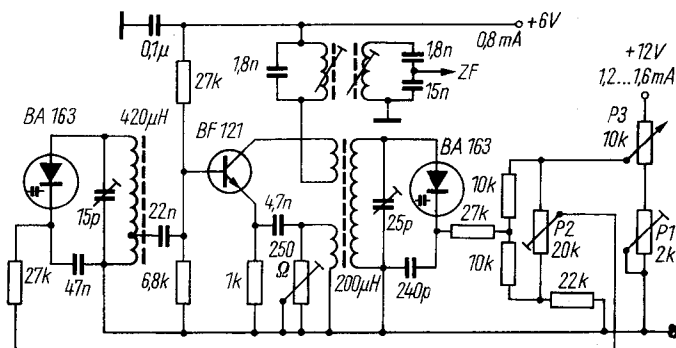 +6V
0,8 mA
0,1µ
1,8n
1,8n
15n
ZF
+12V
1,2...1,6mA
P3
10k
27k
BA 163
420µH
BF 121
BA 163
15p
22n
4,7n
250
Ω
25p
27k
10k
10k
P2
20k
P1
2k
27k
47n
6,8k
1k
200µH
240p
22k